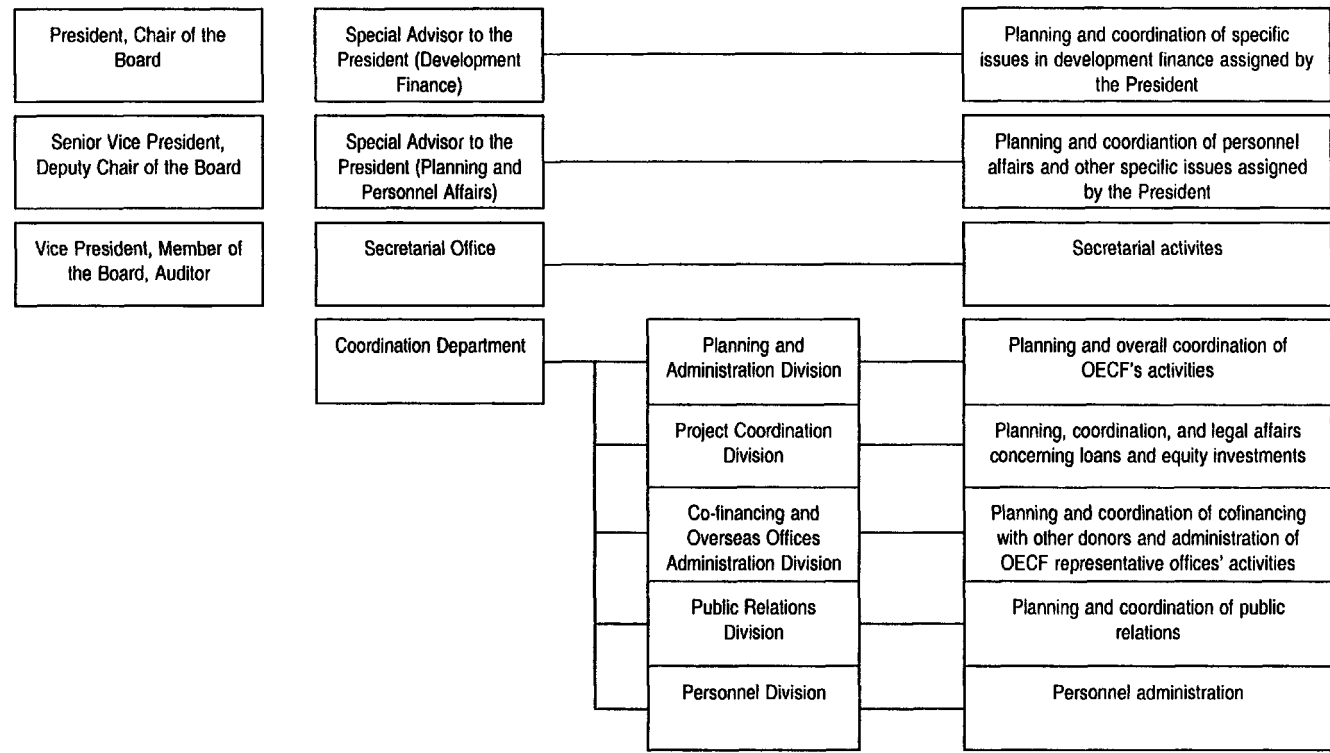 President, Chair of the
Board
Special Advisor to the
President (Development
Finance)
Planning and coordination of specific
issues in development finance assigned by
the President
Senior Vice President,
Deputy Chair of the Board
Special Advisor to the
President (Planning and
Personnel Affairs)
Planning and coordiantion of personnel
affairs and other specific issues assigned
by the President
Vice President, Member of
the Board, Auditor
Secretarial Office
Secretarial activites
Coordination Department
Planning and
Administration Division
Planning and overall coordination of
OECF's activities
Project Coordination
Division
Planning, coordination, and legal affairs
concerning loans and equity investments
Co-financing and
Overseas Offices
Administration Division
Planning and coordination of cofinancing
with other donors and administration of
OECF representative offices' activities
Public Relations
Division
Planning and coordination of public
relations
Personnel Division
Personnel administration